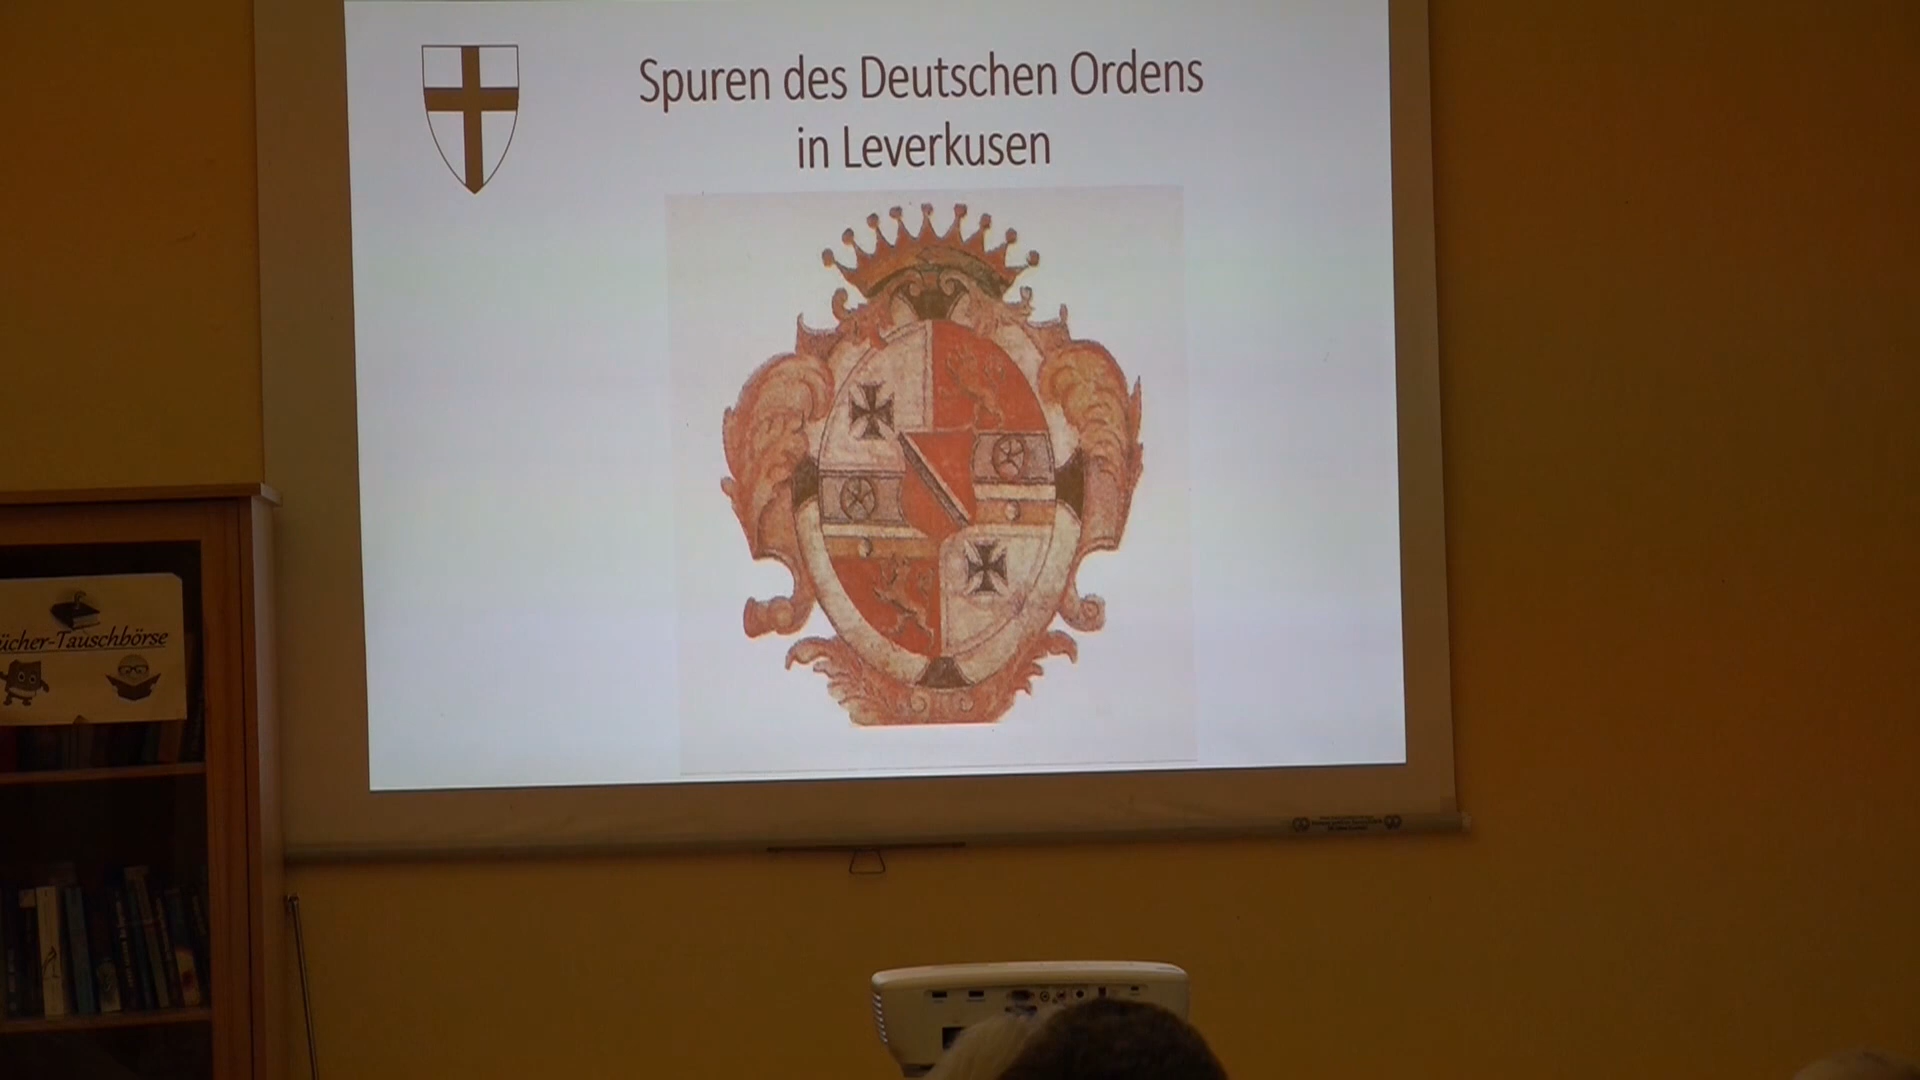 Spuren des Deutschen Ordens
in Leverkusen
ücher-Tauschbörse